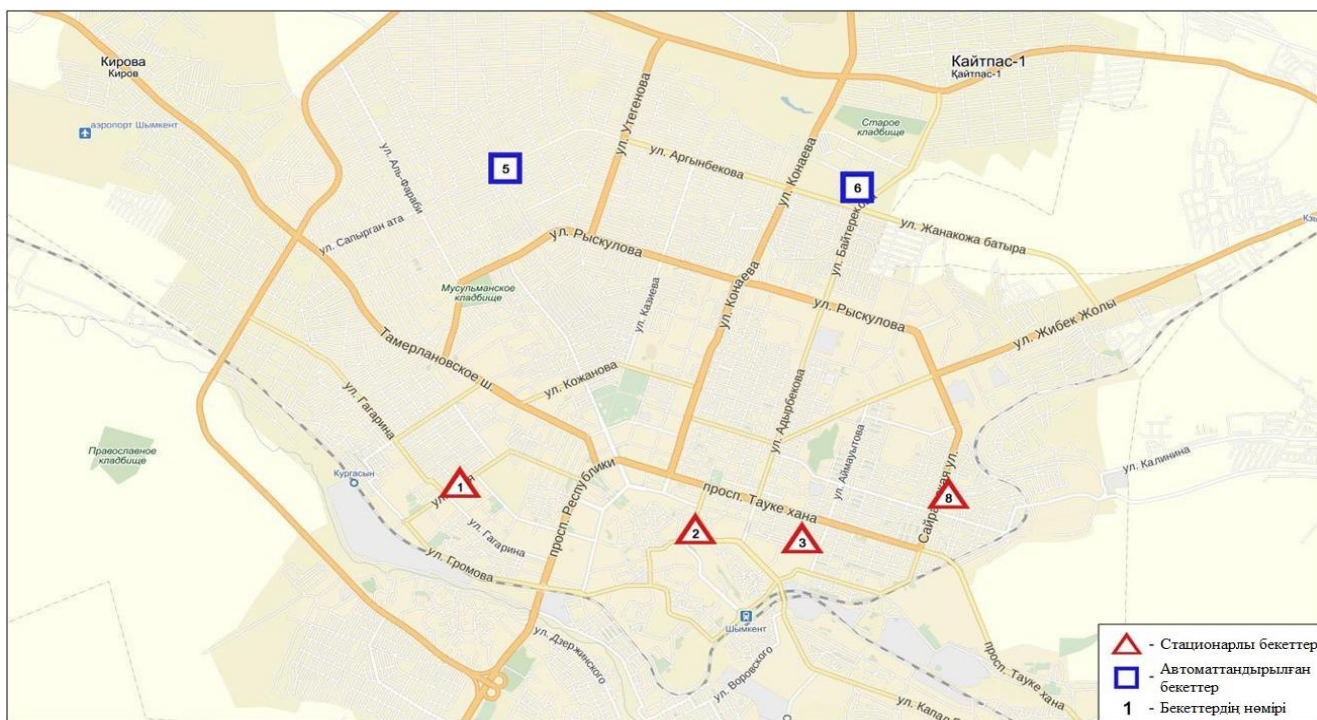 Кирова
Киров
аэропорт Шымкент
Кайтпас-1
Қайтпас-1
Старое
кладбище
ул. Утегенова
ул. Аргынбекова
ул. Конаева
5
6
ул. Аль-Фараби
ул. Байтерекова
ул. Жанакожа батыра
ул. Сапырган ата
ул. Рыскулова
Мусульманское
кладбище
ул. Казиева
ул. Конаева
ул. Рыскулова
ул. Жибек Жолы
Тамерлановское ш.
ул. Кожанова
ул. Гагарина
ул. Адырбекова
ул. Аймауытова
Православное
кладбище
Кургасын
1
просп. Республики
просп. Тауке хана
ул. Калинина
8
2
3
ул. Гагарина
ул. Громова
Шымкент
ул. Дзержинского
ул. Воровского
просп. Тауке хана
- Стационарлы бекеттер
- Автоматтандырылған
бекеттер
1 - Бекеттердің нөмірі